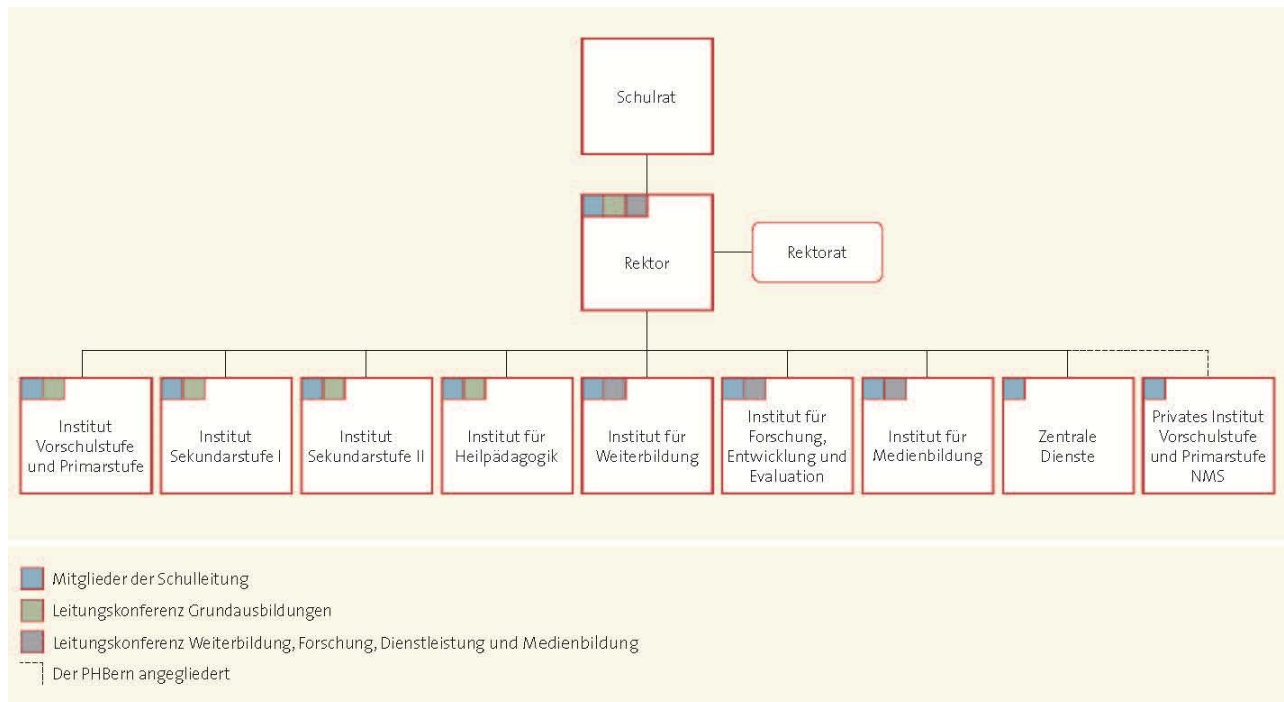 Schulrat
Rektor
Rektorat
Institut
Vorschulstufe
und Primarstufe
Institut
Sekundarstufe I
Institut
Sekundarstufe II
Institut für
Heilpädagogik
Institut für
Weiterbildung
Institut für
Forschung,
Entwicklung und
Evaluation
Institut für
Medienbildung
Zentrale
Dienste
Privates Institut
Vorschulstufe
und Primarstufe
NMS
Mitglieder der Schulleitung
Leitungskonferenz Grundausbildungen
Leitungskonferenz Weiterbildung, Forschung, Dienstleistung und Medienbildung
Der PHBern angegliedert